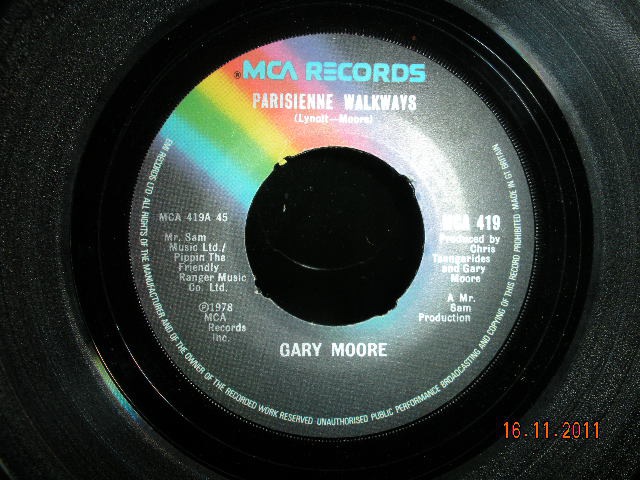 ®MCA RECORDS
PARISIENNE WALKWAYS
(Lynott—Moore)
MCA 419A 45
MCA 419
Mr. Sam
Music Ltd./
Pippin The
Friendly
Ranger Music
Co. Ltd.
℗1978
MCA
Records
Inc.
Produced by
Chris
Tsangarides
and Gary
Moore
A Mr.
Sam
Production
GARY MOORE
EMI RECORDS LTD ALL RIGHTS OF THE MANUFACTURER AND OF THE OWNER OF THE RECORDED WORK RESERVED UNAUTHORISED PUBLIC PERFORMANCE BROADCASTING AND COPYING OF THIS RECORD PROHIBITED MADE IN GT BRITAIN
16.11.2011